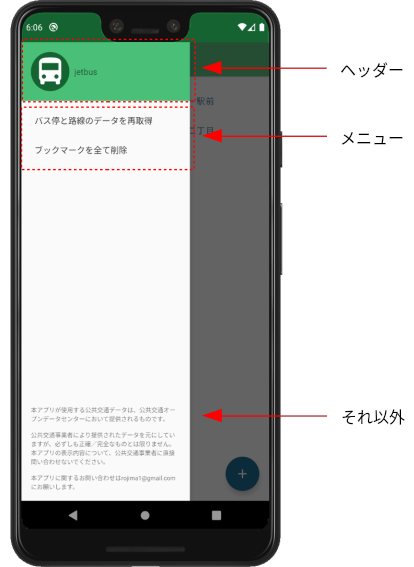 6:06
jetbus
ヘッダー
駅前
バス停と路線のデータを再取得
丁目
メニュー
ブックマークを全て削除
本アプリが使用する公共交通データは、公共交通オー
プンデータセンターにおいて提供されるものです。
それ以外
公共交通事業者により提供されたデータを元にしてい
ますが、必ずしも正確／完全なものとは限りません。
本アプリの表示内容について、公共交通事業者に直接
問い合わせないでください。
本アプリに関するお問い合わせはrojima1@gmail.com
にお願いします。